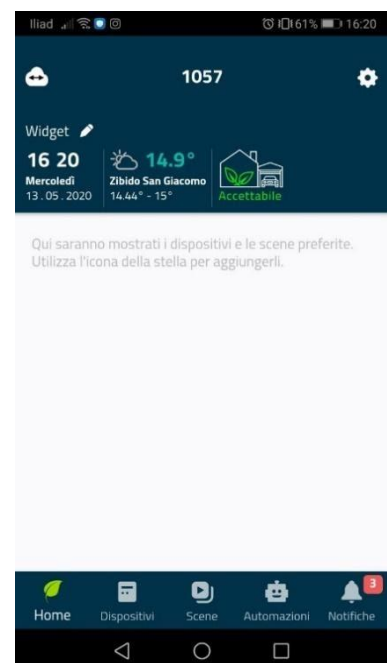 Iliad 61% 16:20
1057
Widget
16 20
Mercoledì
13.05.2020
14.9°
Zibido San Giacomo
14.44° - 15°
Accettabile
Qui saranno mostrati i dispositivi e le scene preferite.
Utilizza l'icona della stella per aggiungerli.
3
Home Dispositivi Scene Automazioni Notifiche